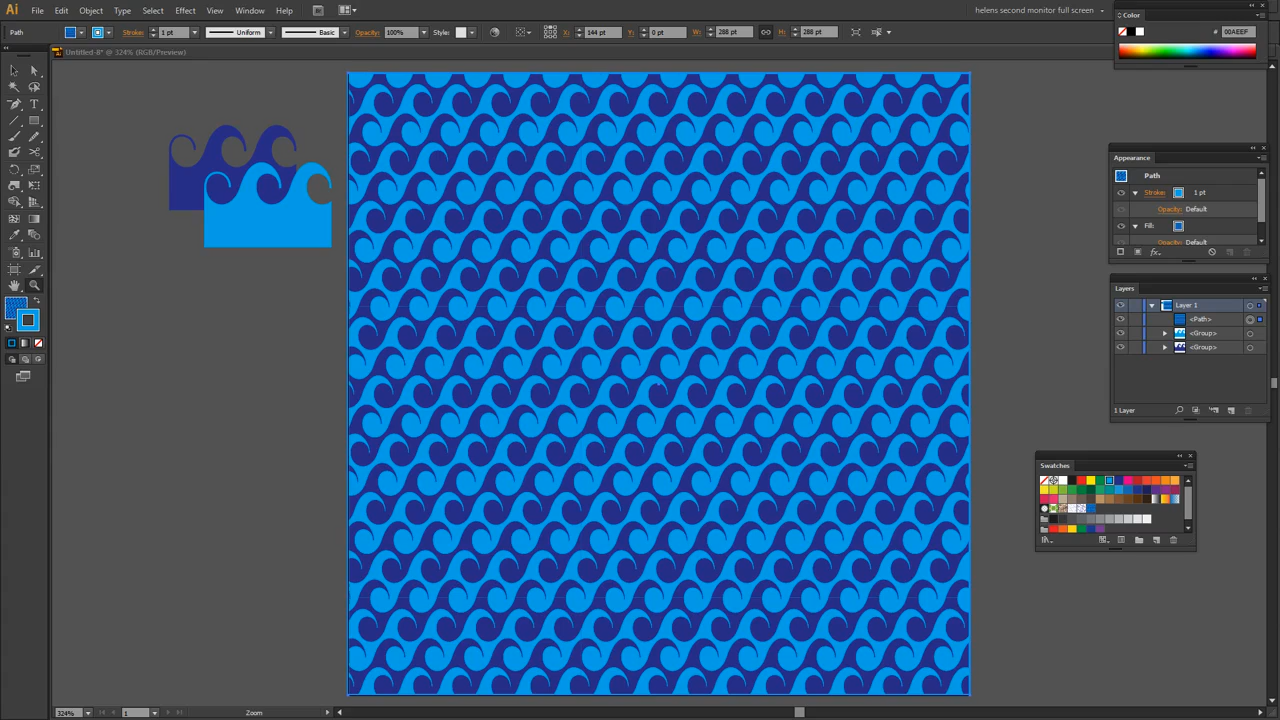 Ai File Edit Object Type Select Effect View Window Help Br helens second monitor full screen
Path Stroke: 1 pt Uniform Basic Opacity: 100% Style: X: 144 pt Y: 0 pt W: 288 pt H: 288 pt
Untitled-8* @ 324% (RGB/Preview)
Color
# 00AEEF
Appearance
Path
Stroke: 1 pt
Opacity: Default
Fill:
Opacity: Default
fx
Layers
Layer 1
<Path>
<Group>
<Group>
1 Layer
Swatches
324% 1 Zoom